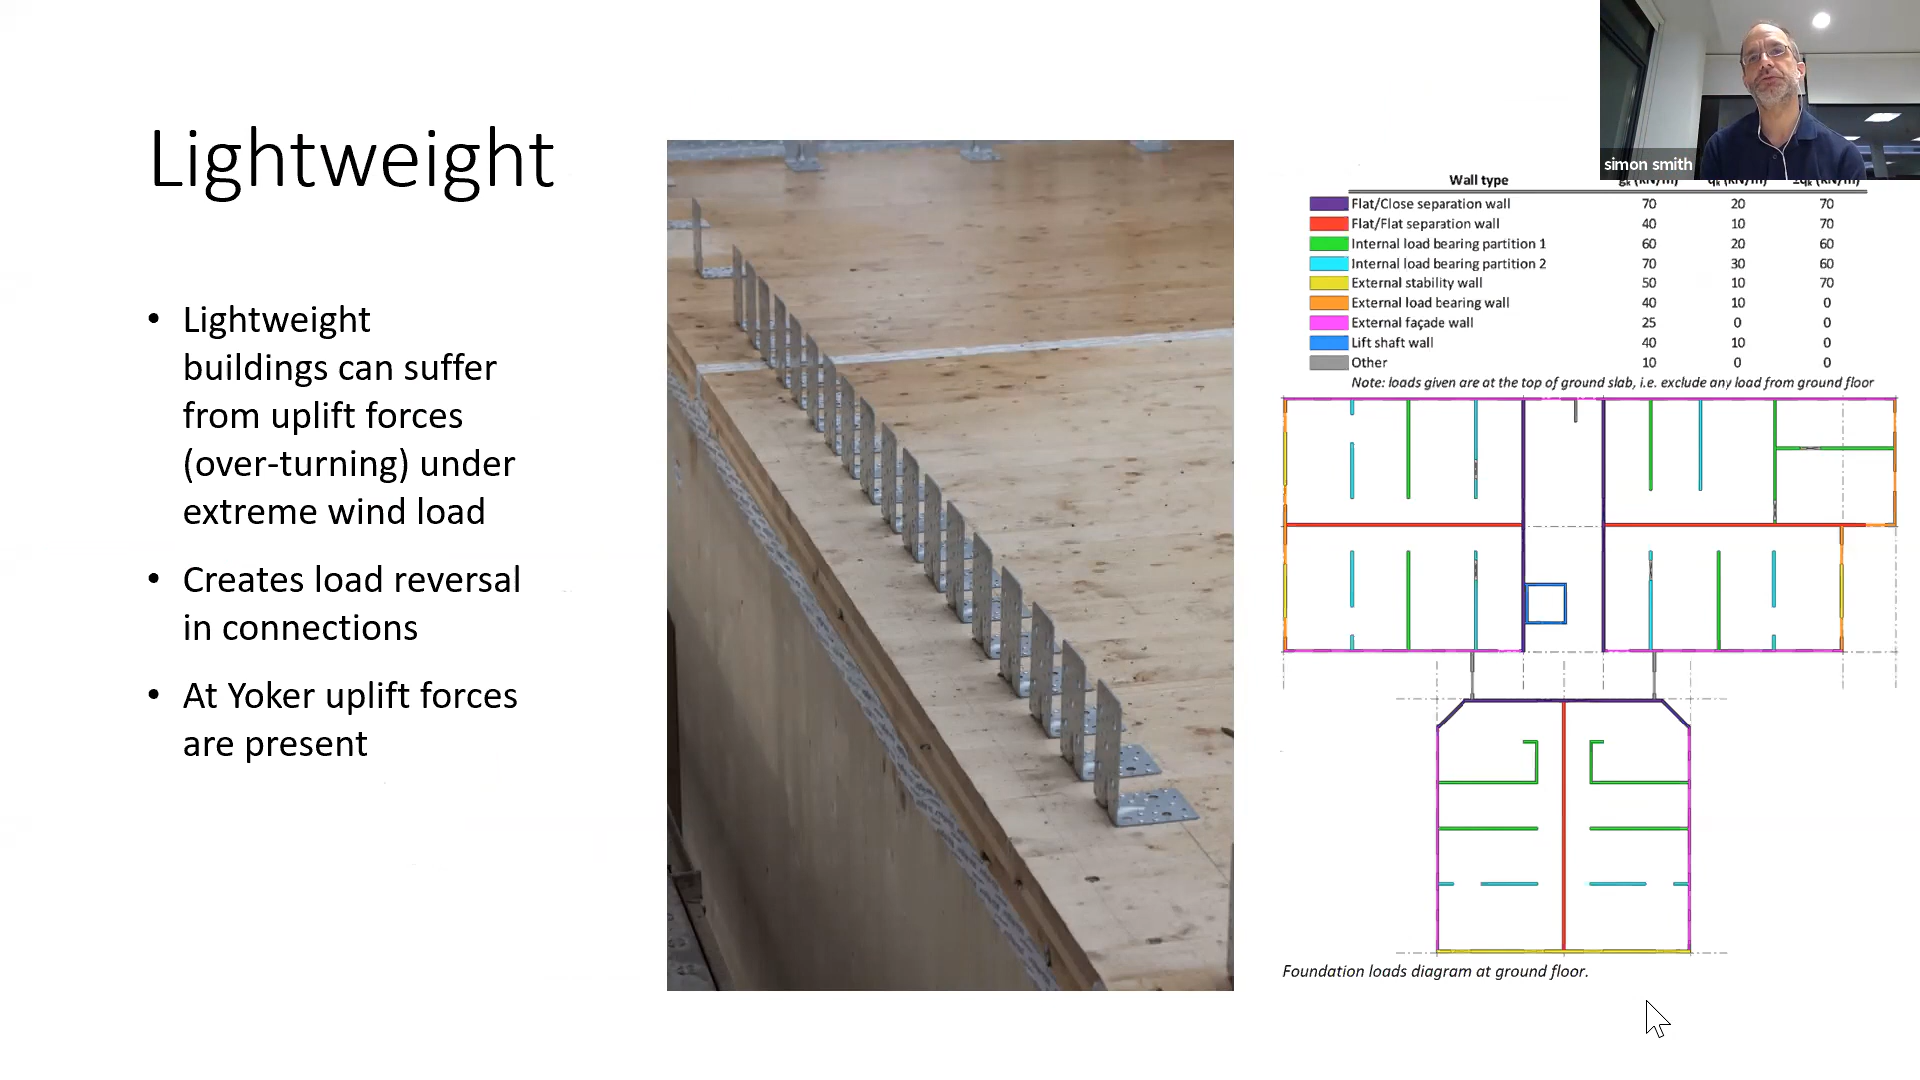 Lightweight
• Lightweight
buildings can suffer
from uplift forces
(over-turning) under
extreme wind load
• Creates load reversal
in connections
• At Yoker uplift forces
are present
simon smith
Wall type
Flat/Close separation wall 70 20 70
Flat/Flat separation wall 40 10 70
Internal load bearing partition 1 60 20 60
Internal load bearing partition 2 70 30 60
External stability wall 50 10 70
External load bearing wall 40 10 0
External façade wall 25 0 0
Lift shaft wall 40 10 0
Other 10 0 0
Note: loads given are at the top of ground slab, i.e. exclude any load from ground floor
Foundation loads diagram at ground floor.